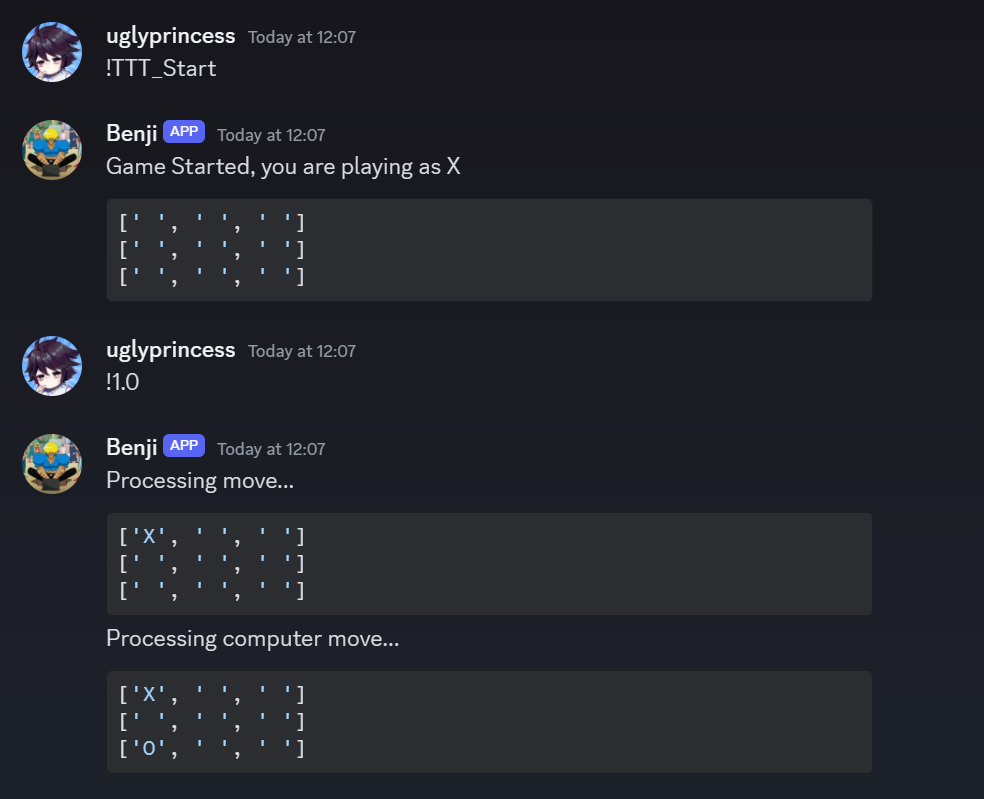 uglyprincess Today at 12:07
!TTT_Start
Benji APP Today at 12:07
Game Started, you are playing as X
[' ', ' ', ' ']
[' ', ' ', ' ']
[' ', ' ', ' ']
uglyprincess Today at 12:07
!1.0
Benji APP Today at 12:07
Processing move...
['X', ' ', ' ']
[' ', ' ', ' ']
[' ', ' ', ' ']
Processing computer move...
['X', ' ', ' ']
[' ', ' ', ' ']
['O', ' ', ' ']